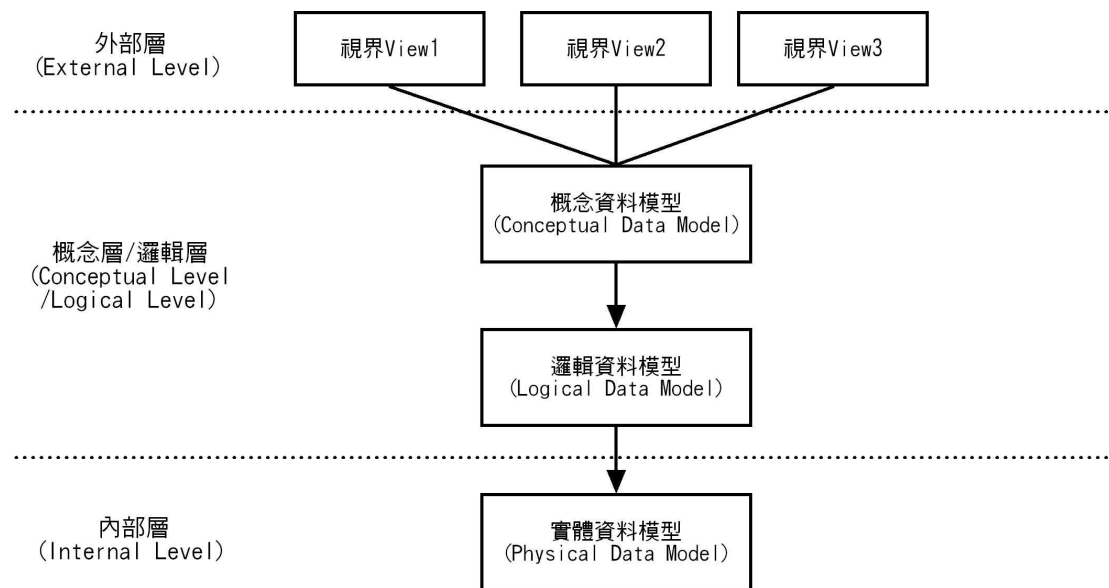 外部層
(External Level)
視界View1
視界View2
視界View3
概念層/邏輯層
(Conceptual Level
/Logical Level)
概念資料模型
(Conceptual Data Model)
邏輯資料模型
(Logical Data Model)
內部層
(Internal Level)
實體資料模型
(Physical Data Model)